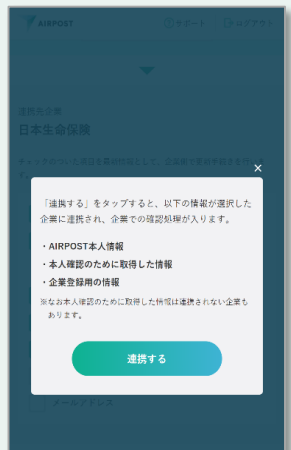 AIRPOST
サポート
ログアウト
連携先企業
日本生命保険
×
「連携する」をタップすると、以下の情報が選択した
企業に連携され、企業での確認処理が入ります。
・AIRPOST本人情報
・本人確認のために取得した情報
・企業登録用の情報
※なお本人確認のために取得した情報は連携されない企業も
あります。
連携する
メールアドレス